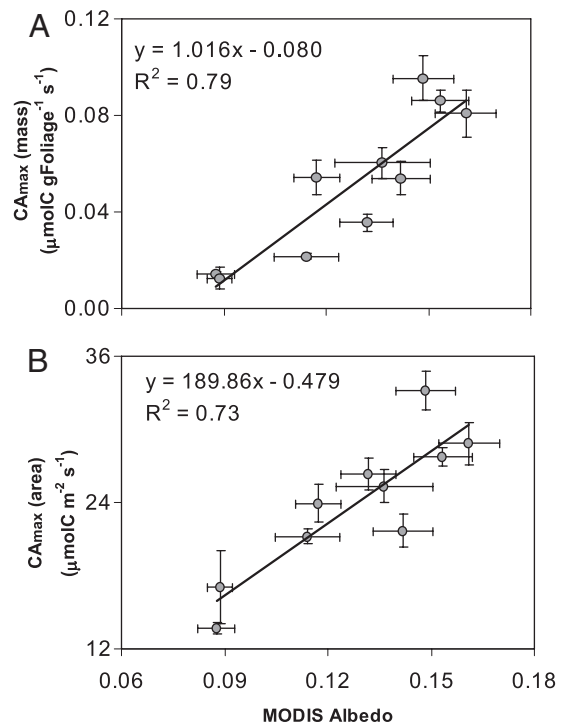 A
y = 1.016x - 0.080
R² = 0.79
CAmax (mass)
(μmolC gFoliage⁻¹ s⁻¹)
0.12
0.08
0.04
0.00
B
y = 189.86x - 0.479
R² = 0.73
CAmax (area)
(μmolC m⁻² s⁻¹)
36
24
12
0.06 0.09 0.12 0.15 0.18
MODIS Albedo